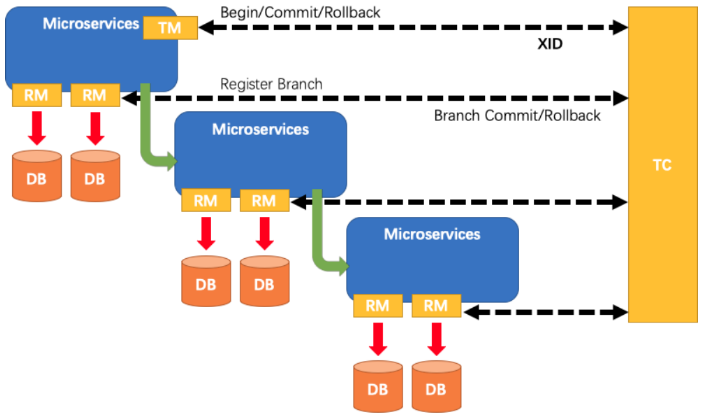 Begin/Commit/Rollback
Microservices
TM
XID
Register Branch
RM
RM
Branch Commit/Rollback
Microservices
TC
DB
DB
RM
RM
Microservices
DB
DB
RM
RM
DB
DB